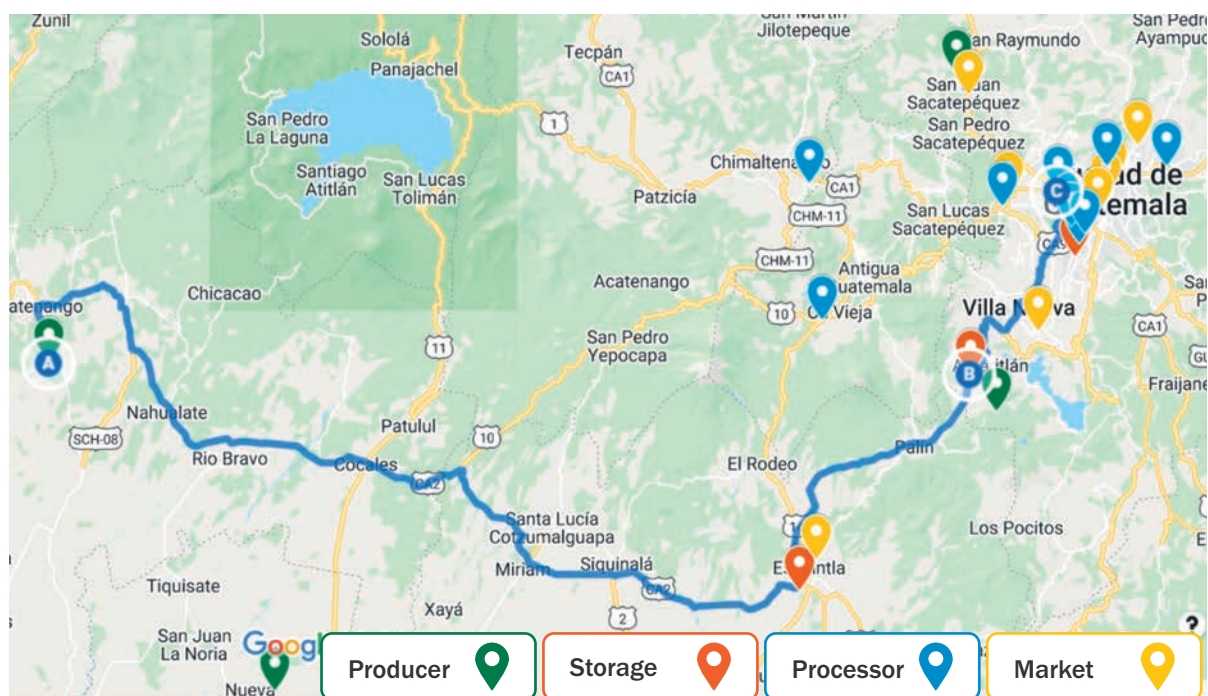 Zunil
Sololá
Panajachel
San Pedro
La Laguna
Santiago
Atitlán
San Lucas
Tolimán
Tecpán
CA1
1
Patzicía
Jilotepeque
San Raymundo
San Juan
Sacatepéquez
San Pedro
Sacatepéquez
San Pedro
Ayampuc
Chimaltenango
CA1
CHM-11
San Lucas
Sacatepéquez
C
CHM-11
Acatenango
Antigua
Guatemala
10
Chicacao
Villa Nueva
San Pedro
Yepocapa
11
CA1
A
B
Fraijane
Nahualate
SCH-08
Patulul
10
Rio Bravo
Cocales
CA2
El Rodeo
Palín
Santa Lucía
Cotzumalguapa
Los Pocitos
Miriam
Siquinalá
CA2
Escuintla
Tiquisate
Xayá
2
San Juan
La Noria
Google
Nueva
?
Producer
Storage
Processor
Market